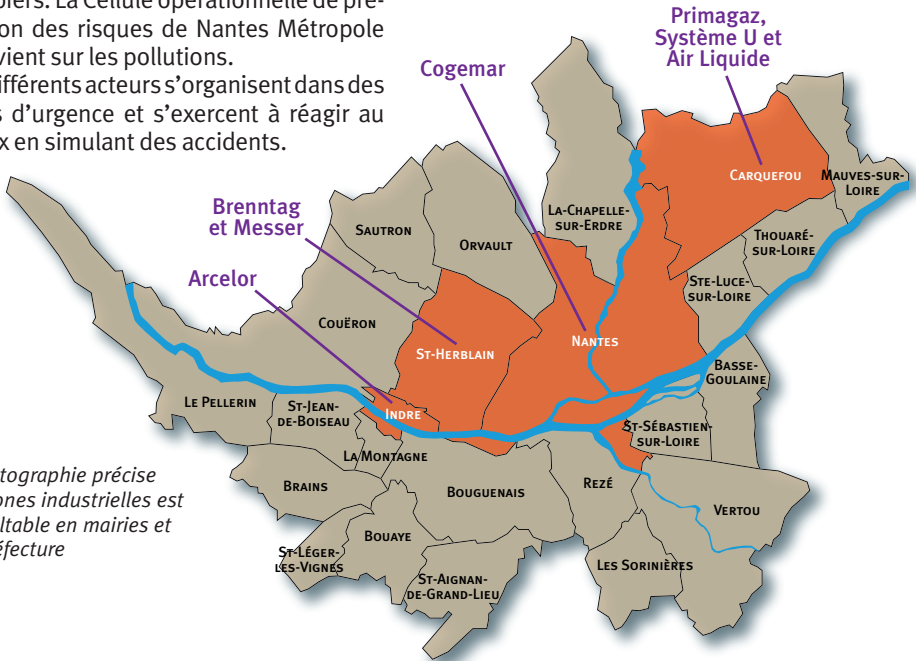 piers. La Cellule opérationnelle de pré-
on des risques de Nantes Métropole
vient sur les pollutions.
ifférents acteurs s’organisent dans des
s d’urgence et s’exercent à réagir au
x en simulant des accidents.
Primagaz,
Système U et
Air Liquide
Cogemar
Brenntag
et Messer
Arcelor
CARQUEFOU
MAUVES-SUR-
LOIRE
LA-CHAPELLE-
SUR-ERDRE
SAUTRON
ORVAULT
THOUARÉ-
SUR-LOIRE
STE-LUCE-
SUR-LOIRE
COUËRON
ST-HERBLAIN
NANTES
BASSE-
GOULAINE
LE PELLERIN
ST-JEAN-
DE-BOISEAU
INDRE
ST-SÉBASTIEN
-SUR-LOIRE
LA MONTAGNE
BRAINS
BOUGUENAIS
REZÉ
VERTOU
BOUAYE
ST-LÉGER-
LES-VIGNES
ST-AIGNAN-
DE-GRAND-LIEU
LES SORINIÈRES
tographie précise
ones industrielles est
ltable en mairies et
éfecture